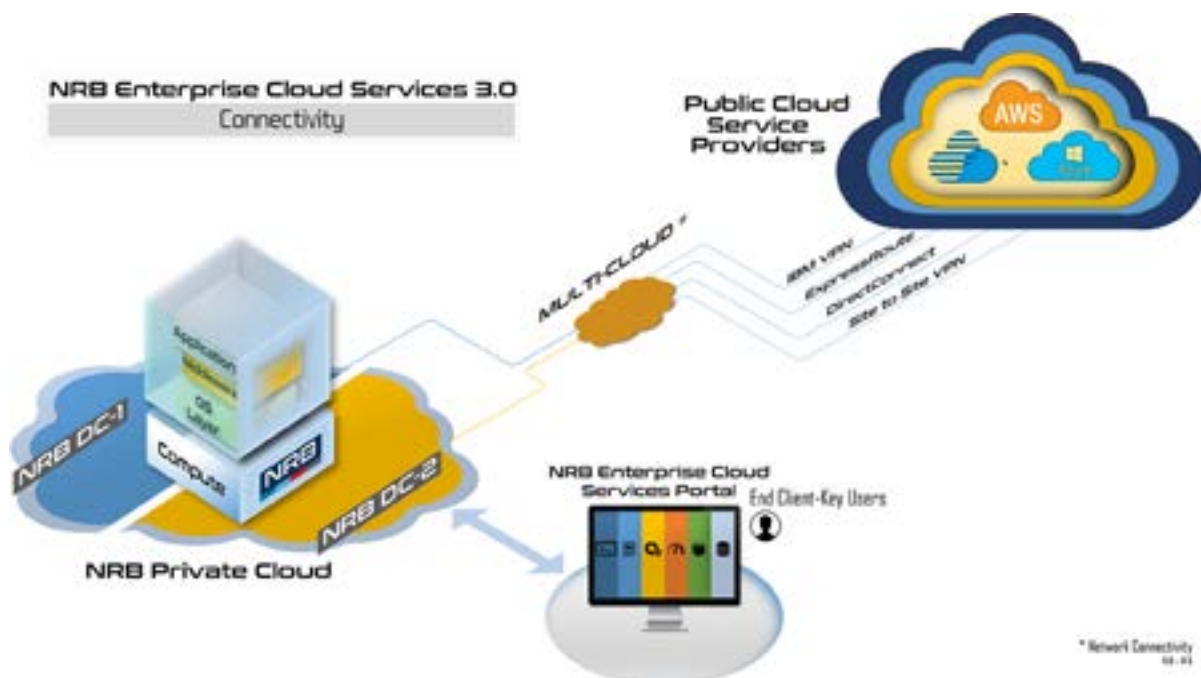 NRB Enterprise Cloud Services 3.0
Connectivity
Public Cloud
Service
Providers
AWS
MULTI-CLOUD *
IBM VPN
ExpressRoute
DirectConnect
Site to Site VPN
Application
Middleware
OS
Layer
Compute
NRB
NRB DC-1
NRB DC-2
NRB Private Cloud
NRB Enterprise Cloud
Services Portal
End Client-Key Users
* Network Connectivity